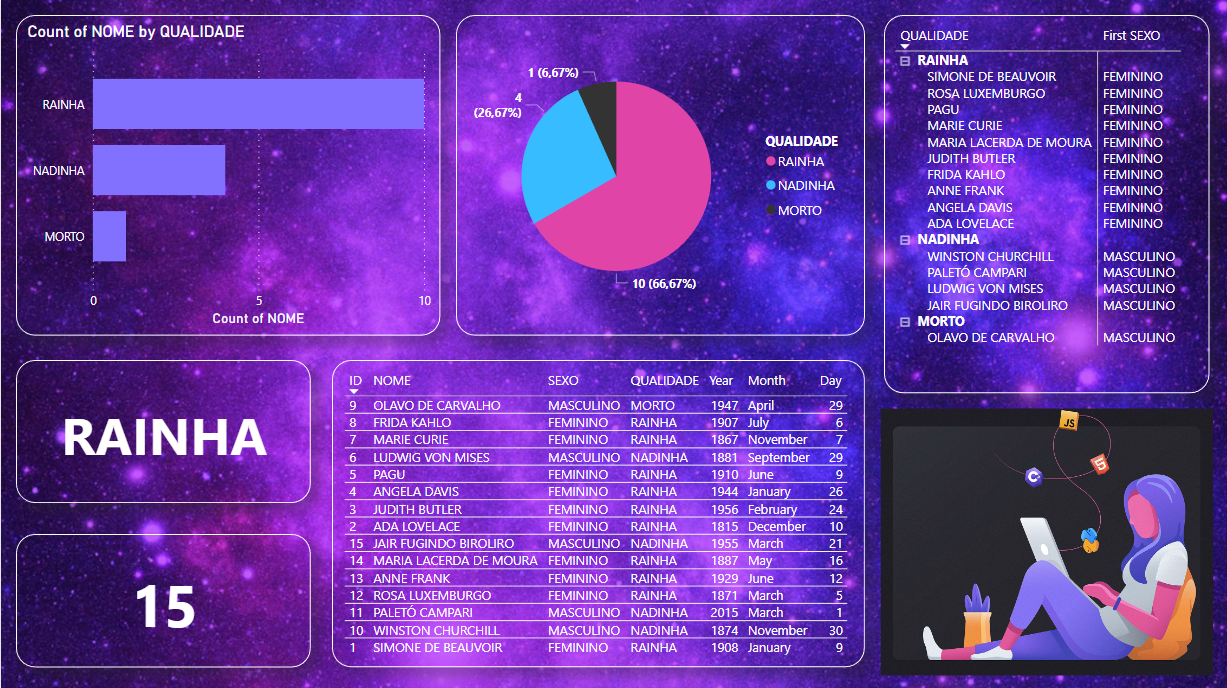 Count of NOME by QUALIDADE
RAINHA
NADINHA
MORTO
0 5 10
Count of NOME
1 (6,67%)
4
(26,67%)
10 (66,67%)
QUALIDADE
RAINHA
NADINHA
MORTO
QUALIDADE First SEXO
RAINHA
SIMONE DE BEAUVOIR FEMININO
ROSA LUXEMBURGO FEMININO
PAGU FEMININO
MARIE CURIE FEMININO
MARIA LACERDA DE MOURA FEMININO
JUDITH BUTLER FEMININO
FRIDA KAHLO FEMININO
ANNE FRANK FEMININO
ANGELA DAVIS FEMININO
ADA LOVELACE FEMININO
NADINHA
WINSTON CHURCHILL MASCULINO
PALETÓ CAMPARI MASCULINO
LUDWIG VON MISES MASCULINO
JAIR FUGINDO BIROLIRO MASCULINO
MORTO
OLAVO DE CARVALHO MASCULINO
RAINHA
15
ID NOME SEXO QUALIDADE Year Month Day
9 OLAVO DE CARVALHO MASCULINO MORTO 1947 April 29
8 FRIDA KAHLO FEMININO RAINHA 1907 July 6
7 MARIE CURIE FEMININO RAINHA 1867 November 7
6 LUDWIG VON MISES MASCULINO NADINHA 1881 September 29
5 PAGU FEMININO RAINHA 1910 June 9
4 ANGELA DAVIS FEMININO RAINHA 1944 January 26
3 JUDITH BUTLER FEMININO RAINHA 1956 February 24
2 ADA LOVELACE FEMININO RAINHA 1815 December 10
15 JAIR FUGINDO BIROLIRO MASCULINO NADINHA 1955 March 21
14 MARIA LACERDA DE MOURA FEMININO RAINHA 1887 May 16
13 ANNE FRANK FEMININO RAINHA 1929 June 12
12 ROSA LUXEMBURGO FEMININO RAINHA 1871 March 5
11 PALETÓ CAMPARI MASCULINO NADINHA 2015 March 1
10 WINSTON CHURCHILL MASCULINO NADINHA 1874 November 30
1 SIMONE DE BEAUVOIR FEMININO RAINHA 1908 January 9
JS
5
C